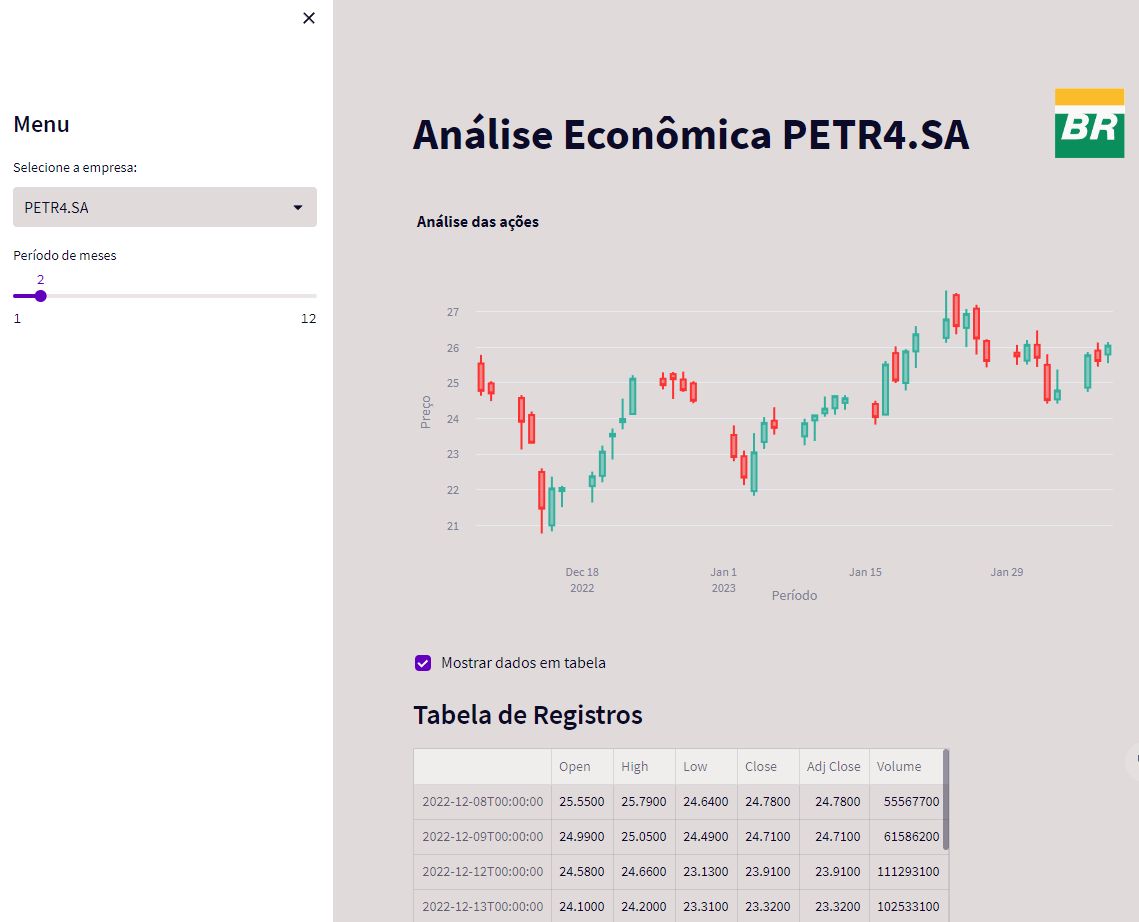 Menu
Selecione a empresa:
PETR4.SA
Período de meses
2
1 12
Análise Econômica PETR4.SA
BR
Análise das ações
27
26
25
24
23
22
21
Preço
Dec 18 Jan 1 Jan 15 Jan 29
2022 2023
Período
Mostrar dados em tabela
Tabela de Registros
Open High Low Close Adj Close Volume
2022-12-08T00:00:00 25.5500 25.7900 24.6400 24.7800 24.7800 55567700
2022-12-09T00:00:00 24.9900 25.0500 24.4900 24.7100 24.7100 61586200
2022-12-12T00:00:00 24.5800 24.6600 23.1300 23.9100 23.9100 111293100
2022-12-13T00:00:00 24.1000 24.2000 23.3100 23.3200 23.3200 102533100